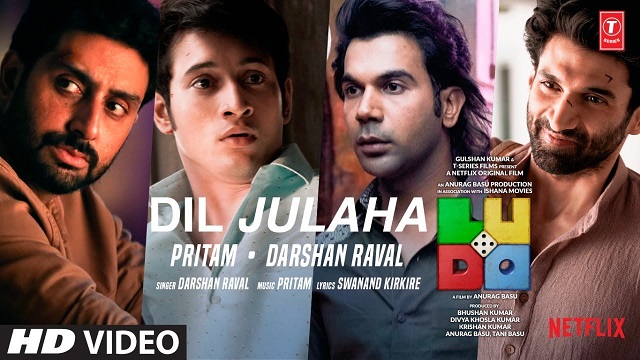 T
T-SERIES
GULSHAN KUMAR &
T-SERIES FILMS PRESENT
A NETFLIX ORIGINAL FILM
AN ANURAG BASU PRODUCTION
IN ASSOCIATION WITH ISHANA MOVIES
DIL JULAHA
PRITAM • DARSHAN RAVAL
SINGER DARSHAN RAVAL MUSIC PRITAM LYRICS SWANAND KIRKIRE
LU
DO
A FILM BY ANURAG BASU
PRODUCED BY
BHUSHAN KUMAR
DIVYA KHOSLA KUMAR
KRISHAN KUMAR
ANURAG BASU, TANI BASU
HD VIDEO
NETFLIX